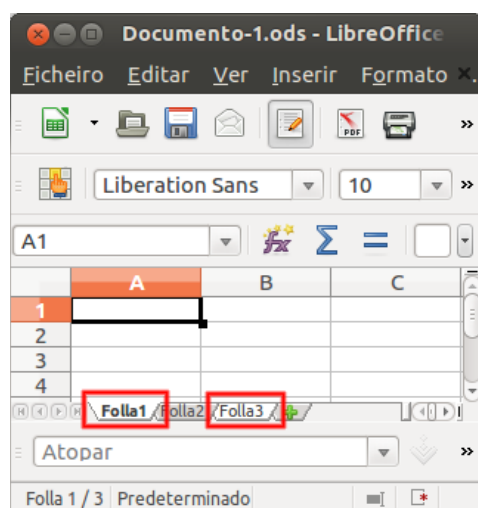 Documento-1.ods - LibreOffice
Ficheiro Editar Ver Inserir Formato
PDF
Liberation Sans 10
A1
A B C
1
2
3
4
Folla1 Folla2 Folla3
Atopar
Folla 1 / 3 Predeterminado